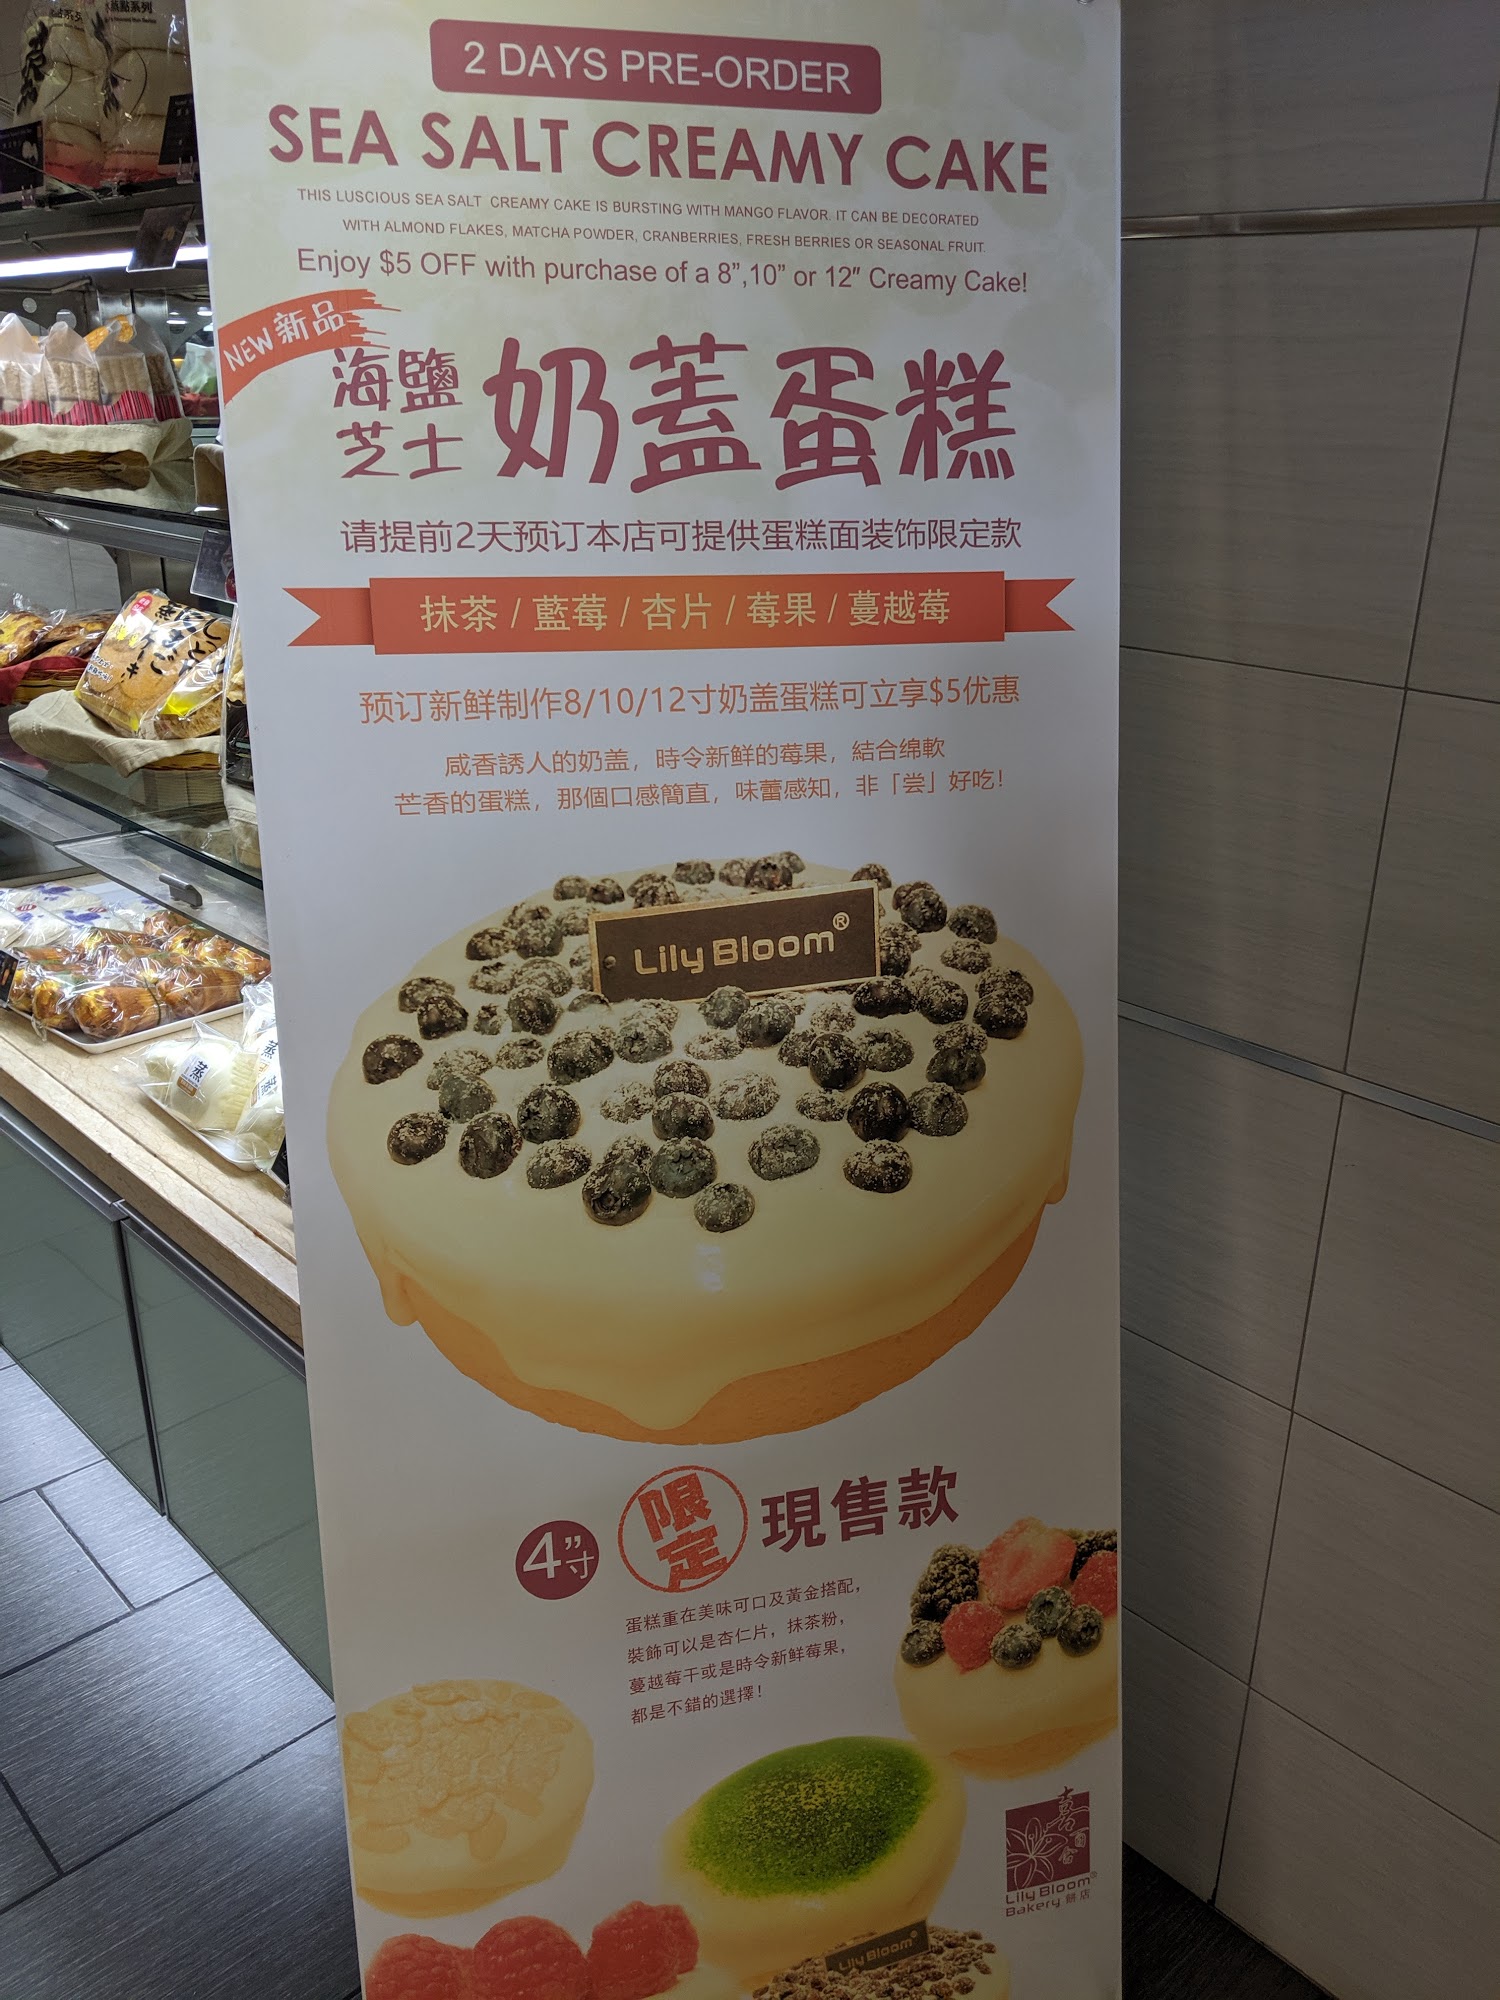 2 DAYS PRE-ORDER
SEA SALT CREAMY CAKE
THIS LUSCIOUS SEA SALT CREAMY CAKE IS BURSTING WITH MANGO FLAVOR. IT CAN BE DECORATED
WITH ALMOND FLAKES, MATCHA POWDER, CRANBERRIES, FRESH BERRIES OR SEASONAL FRUIT.
Enjoy $5 OFF with purchase of a 8”,10” or 12″ Creamy Cake!
NEW 新品
海鹽
芝士
奶蓋蛋糕
请提前2天预订本店可提供蛋糕面装饰限定款
抹茶 / 藍莓 / 杏片 / 莓果 / 蔓越莓
预订新鲜制作8/10/12寸奶盖蛋糕可立享$5优惠
咸香誘人的奶盖，時令新鮮的莓果，結合绵軟
芒香的蛋糕，那個口感簡直，味蕾感知，非「尝」好吃！
Lily Bloom®
4”寸
限定
現售款
蛋糕重在美味可口及黃金搭配，
裝飾可以是杏仁片，抹茶粉，
蔓越莓干或是時令新鮮莓果，
都是不錯的選擇！
Lily Bloom®
Bakery 餅店
Lily Bloom®
蒸
蒸